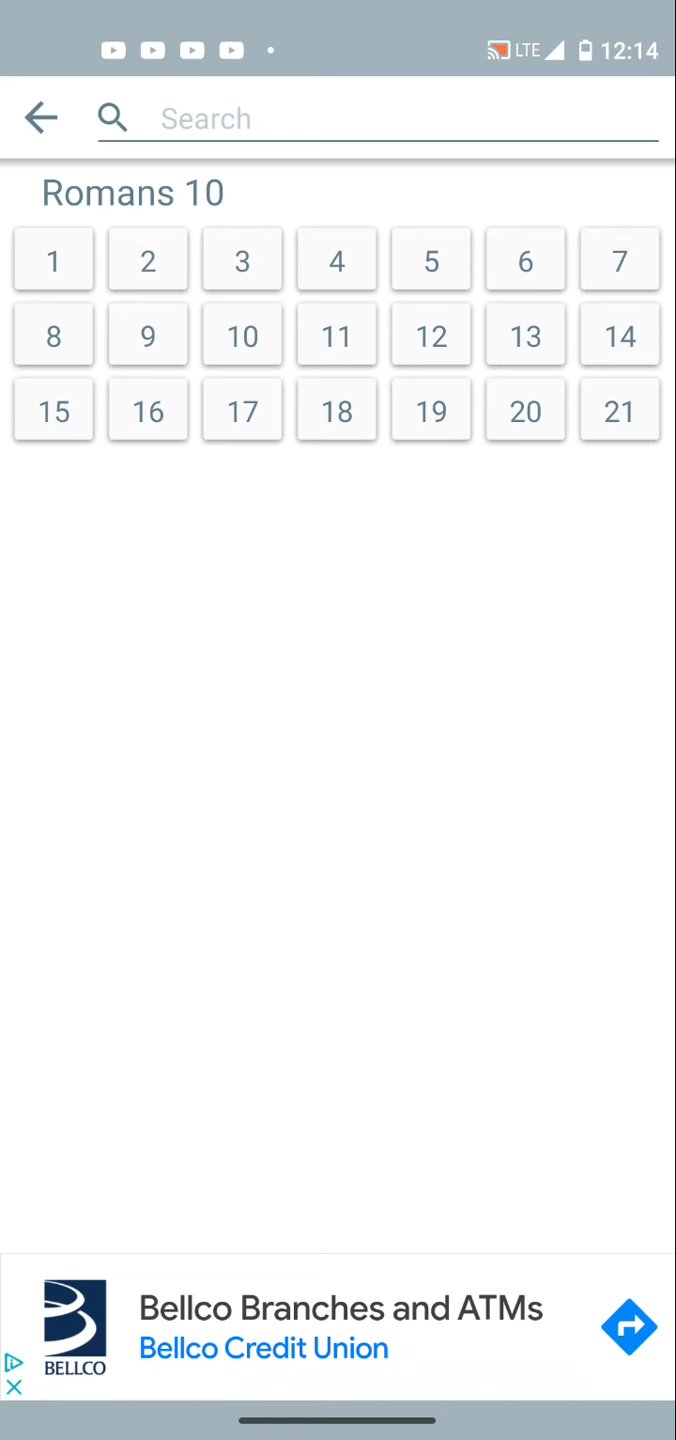 LTE 12:14
Search
Romans 10
1 2 3 4 5 6 7
8 9 10 11 12 13 14
15 16 17 18 19 20 21
Bellco Branches and ATMs
Bellco Credit Union
BELLCO